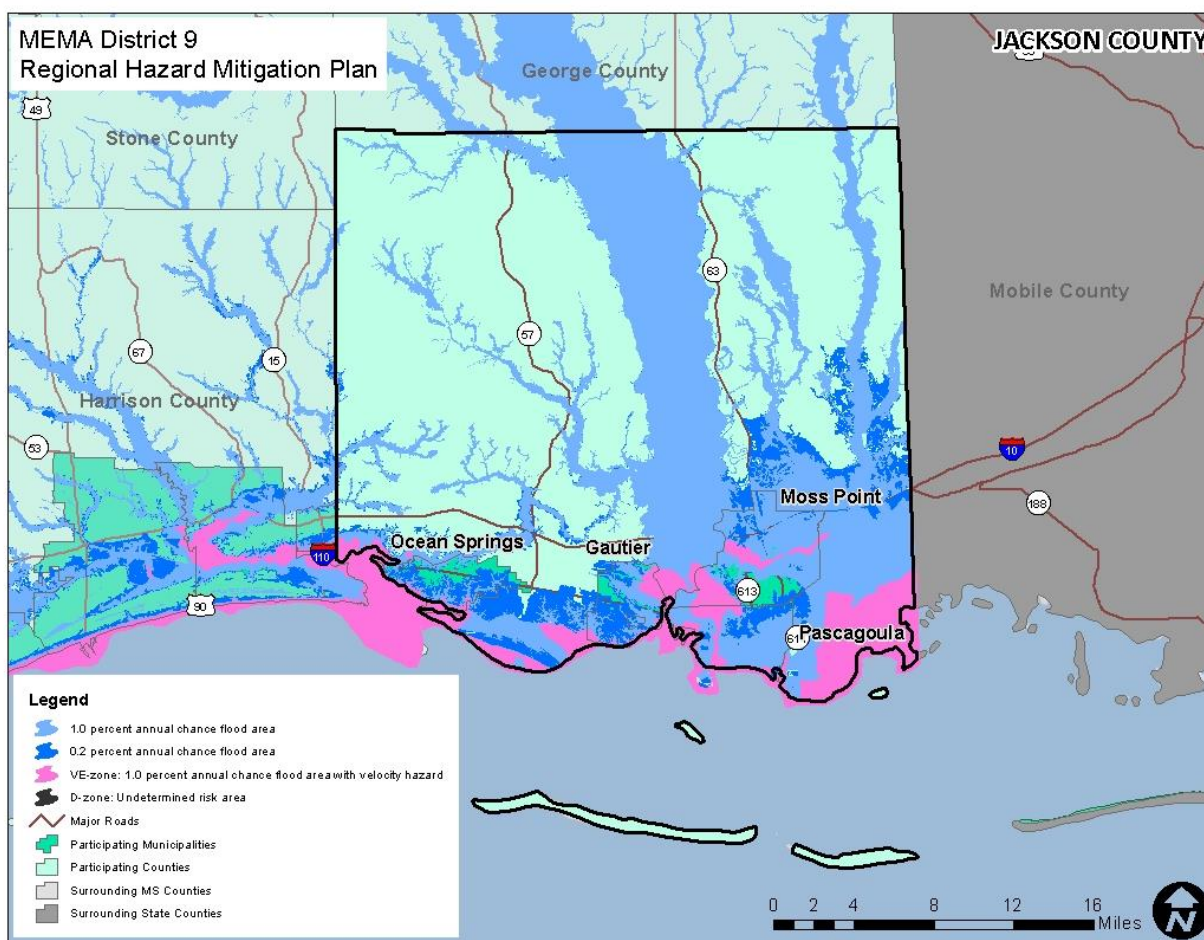 MEMA District 9
Regional Hazard Mitigation Plan
JACKSON COUNTY
George County
Stone County
49
63
Mobile County
57
67
15
Harrison County
53
10
Moss Point
188
Ocean Springs
Gautier
110
613
90
Pascagoula
Legend
1.0 percent annual chance flood area
0.2 percent annual chance flood area
VE-zone: 1.0 percent annual chance flood area with velocity hazard
D-zone: Undetermined risk area
Major Roads
Participating Municipalities
Participating Counties
Surrounding MS Counties
Surrounding State Counties
0 2 4 8 12 16
Miles
N